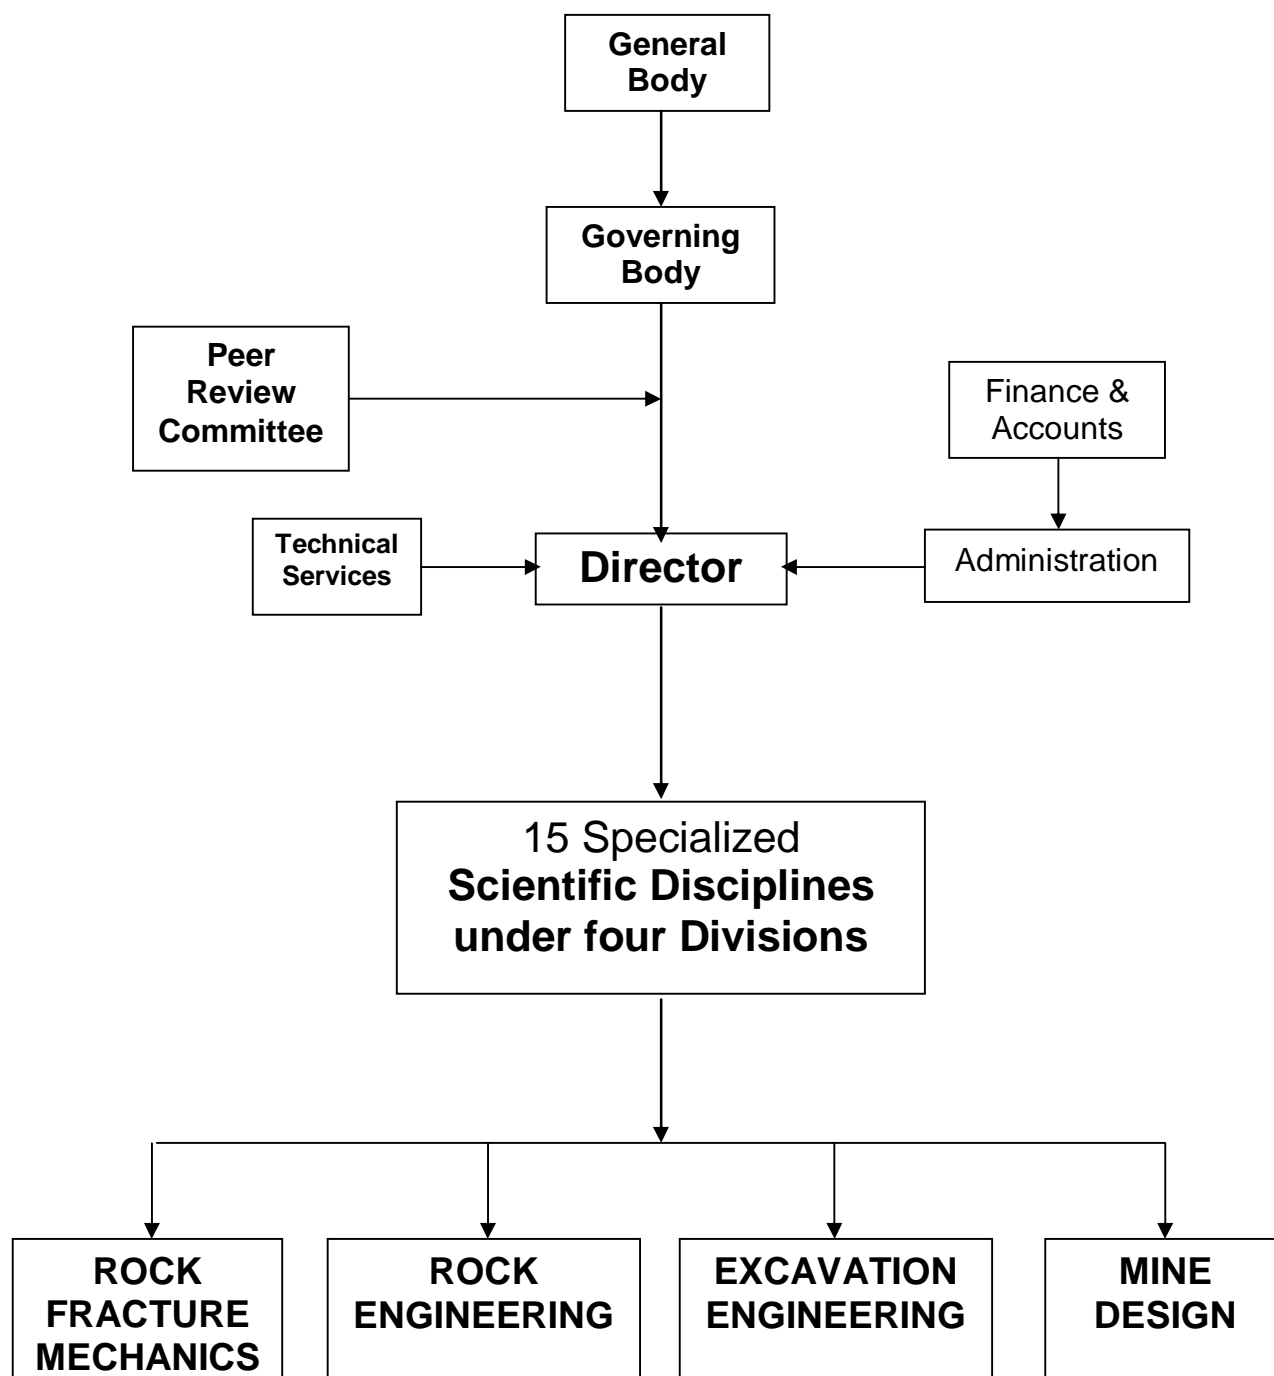 General
Body
Governing
Body
Peer
Review
Committee
Finance &
Accounts
Technical
Services
Director
Administration
15 Specialized
Scientific Disciplines
under four Divisions
ROCK
FRACTURE
MECHANICS
ROCK
ENGINEERING
EXCAVATION
ENGINEERING
MINE
DESIGN